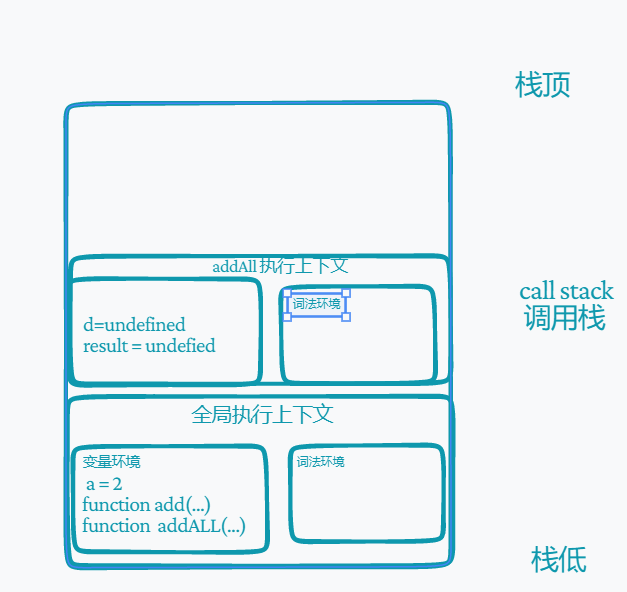 栈顶
addAll 执行上下文
词法环境
d=undefined
result = undefied
call stack
调用栈
全局执行上下文
变量环境
a = 2
function add(...)
function addALL(...)
词法环境
栈低